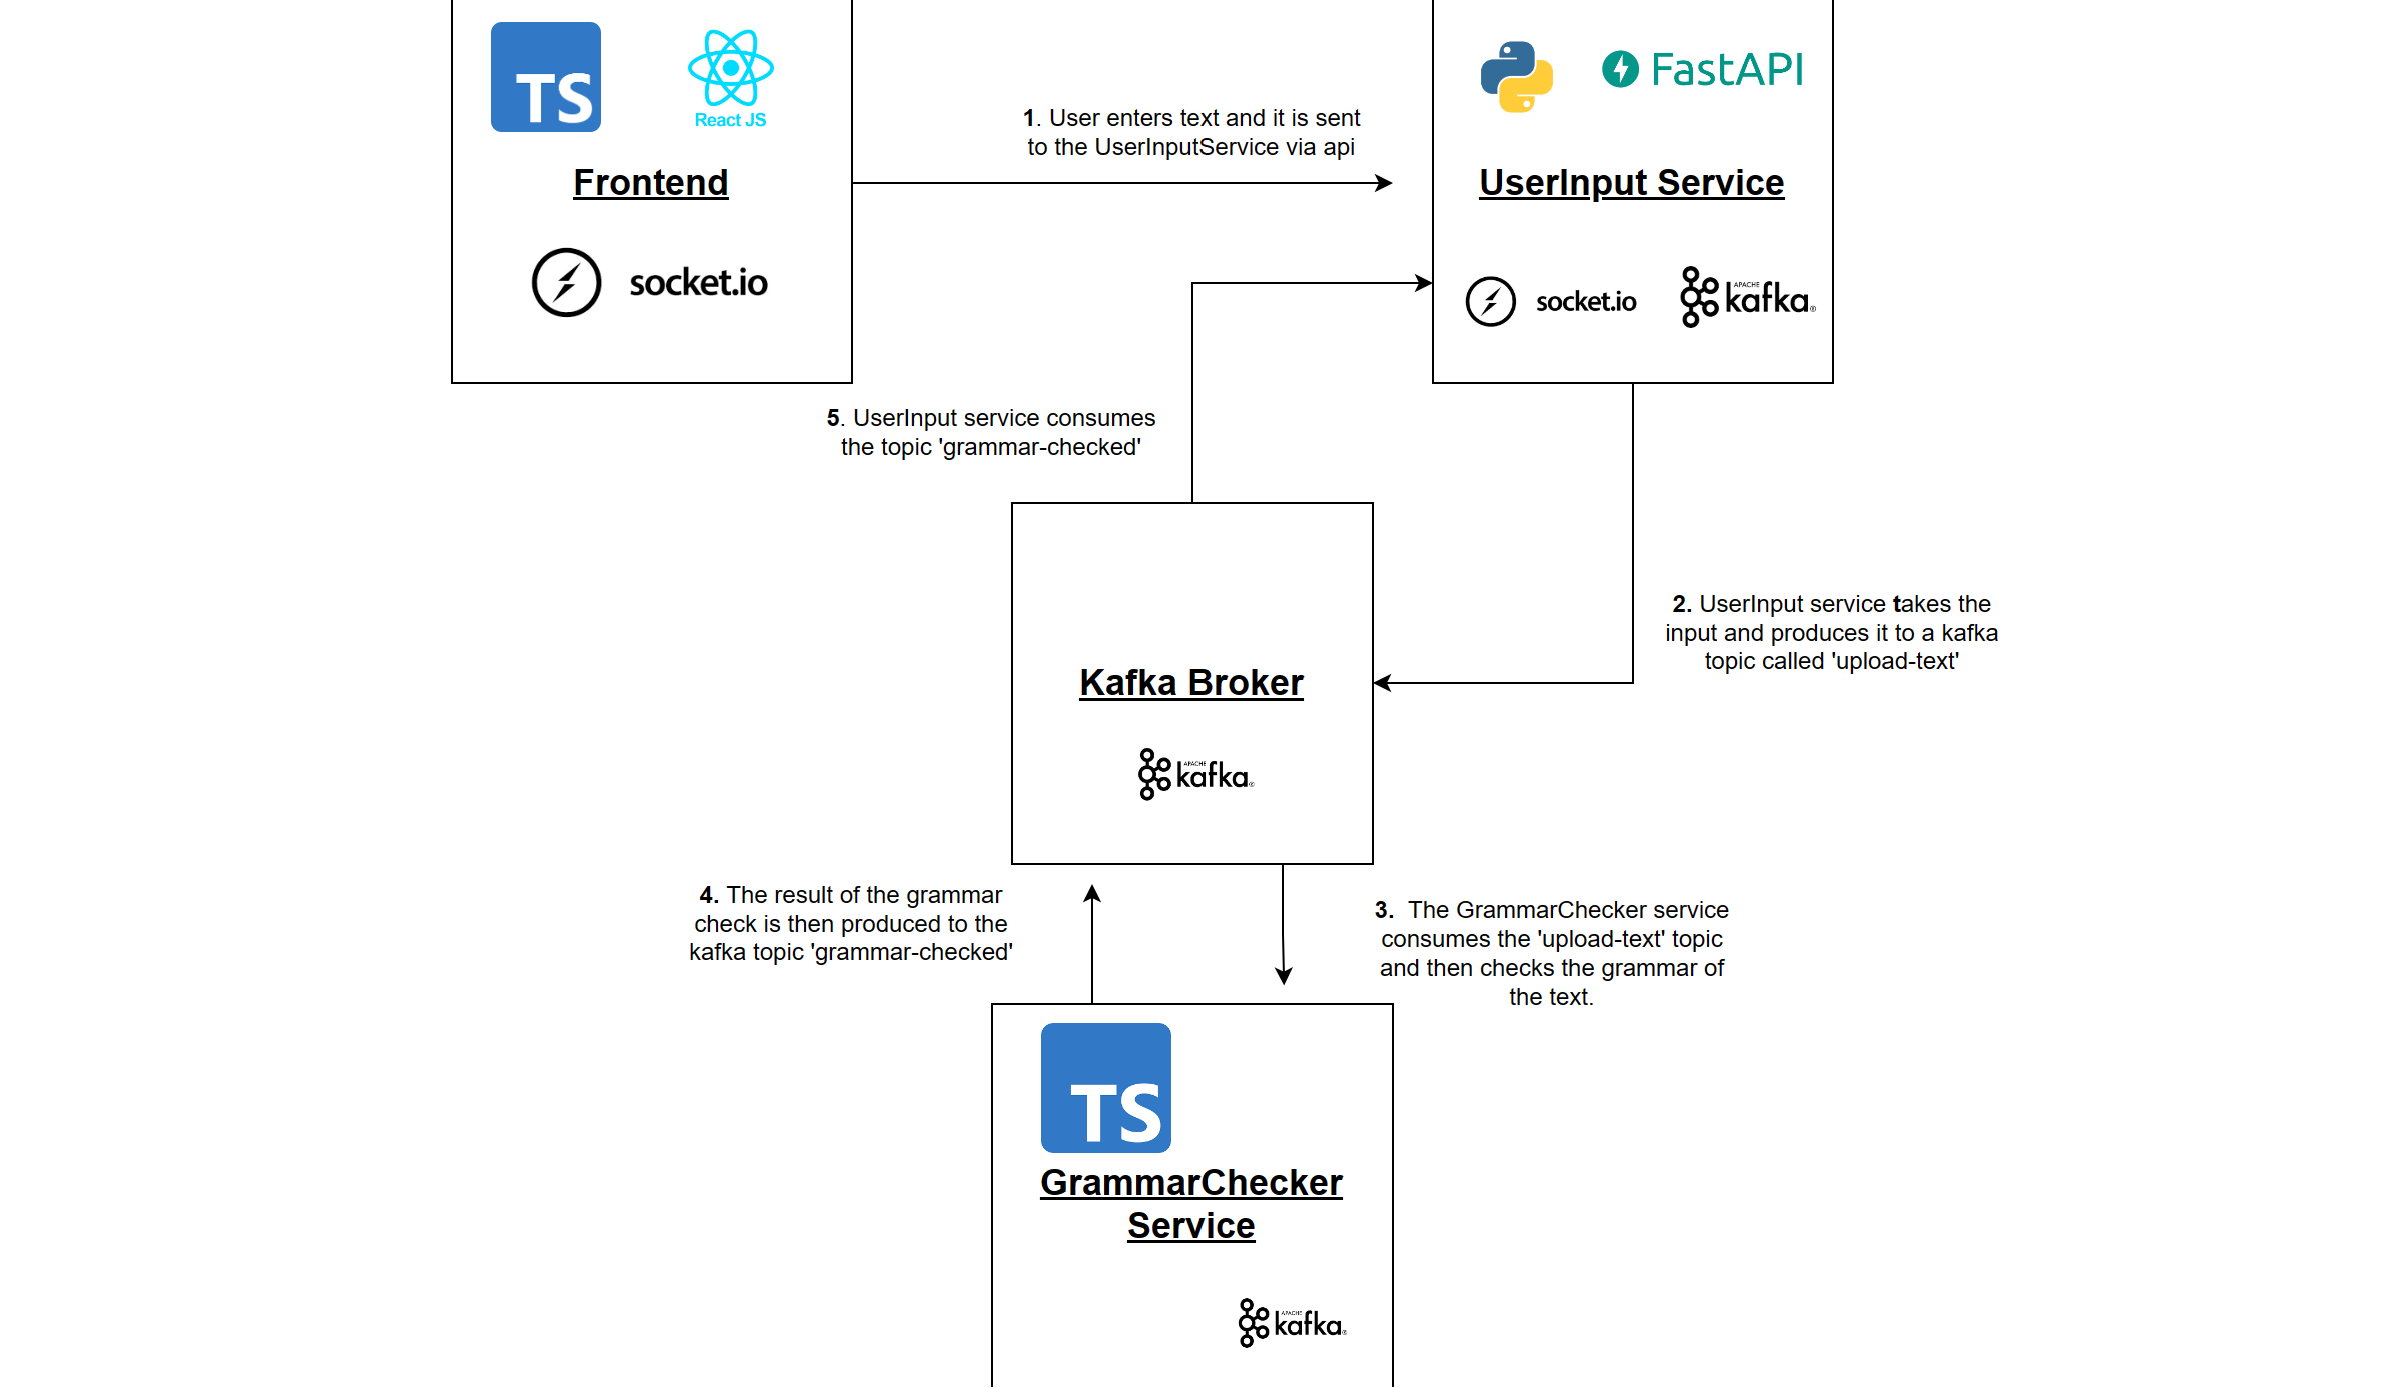 TS
React JS
Frontend
socket.io
1. User enters text and it is sent
to the UserInputService via api
FastAPI
UserInput Service
socket.io
APACHE
kafka®
5. UserInput service consumes
the topic 'grammar-checked'
2. UserInput service takes the
input and produces it to a kafka
topic called 'upload-text'
Kafka Broker
APACHE
kafka®
4. The result of the grammar
check is then produced to the
kafka topic 'grammar-checked'
3. The GrammarChecker service
consumes the 'upload-text' topic
and then checks the grammar of
the text.
TS
GrammarChecker
Service
APACHE
kafka®